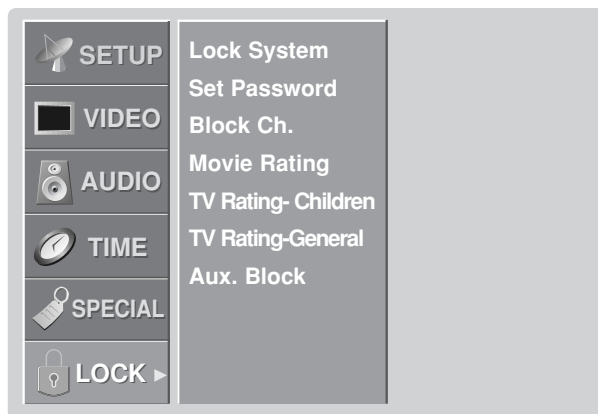 SETUP
VIDEO
AUDIO
TIME
SPECIAL
LOCK ►
Lock System
Set Password
Block Ch.
Movie Rating
TV Rating- Children
TV Rating-General
Aux. Block